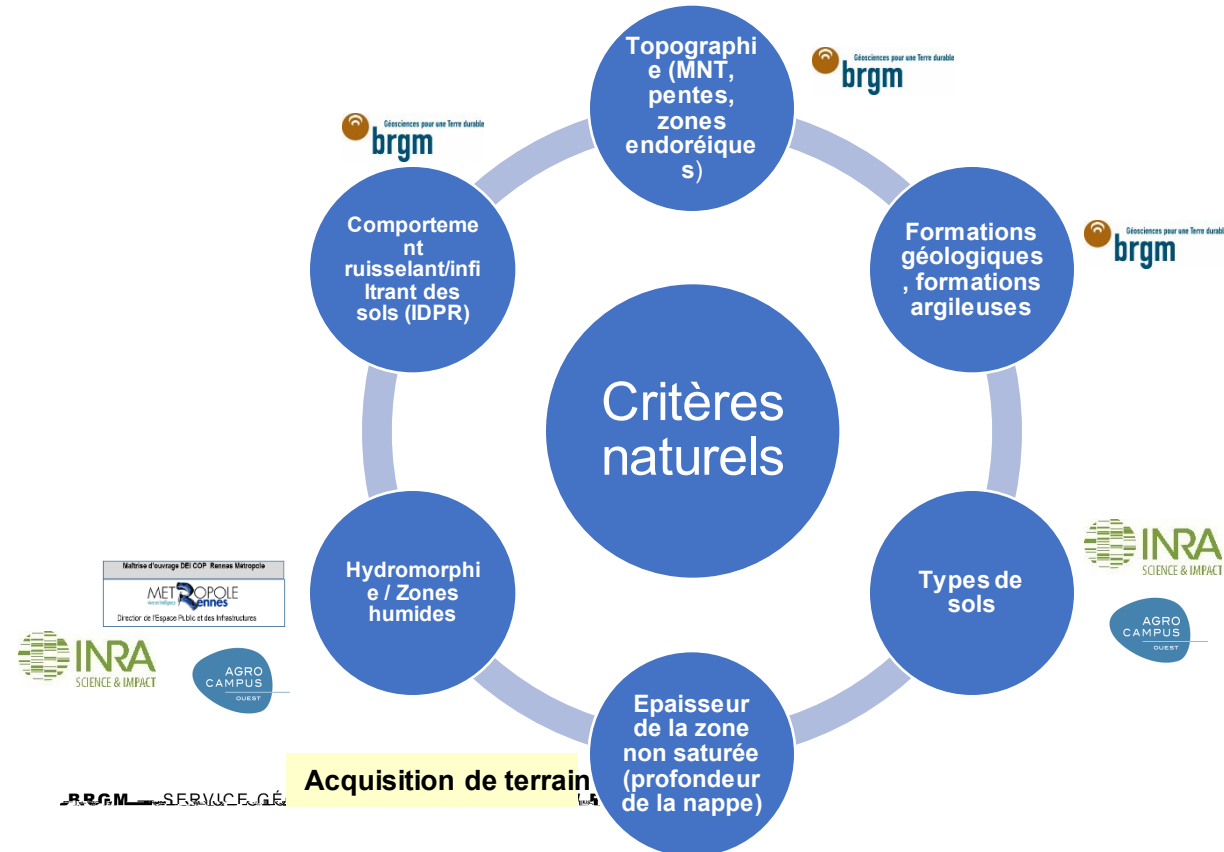 Topographi
e (MNT,
pentes,
zones
endoréique
s)
Géosciences pour une Terre durable
brgm
Géosciences pour une Terre durable
brgm
Comporteme
nt
ruisselant/infi
ltrant des
sols (IDPR)
Formations
géologiques
, formations
argileuses
Géosciences pour une Terre durabl
brgm
Critères
naturels
Hydromorphi
e / Zones
humides
Maîtrise d'ouvrage DEI COP Rennes Métropole
METROPOLE
Rennes
Direction de l'Espace Public et des Infrastructures
INRA
SCIENCE & IMPACT
AGRO
CAMPUS
OUEST
Types de
sols
INRA
SCIENCE & IMPACT
AGRO
CAMPUS
OUEST
Epaisseur
de la zone
non saturée
(profondeur
de la nappe)
Acquisition de terrain
BRGM — SERVICE GÉ